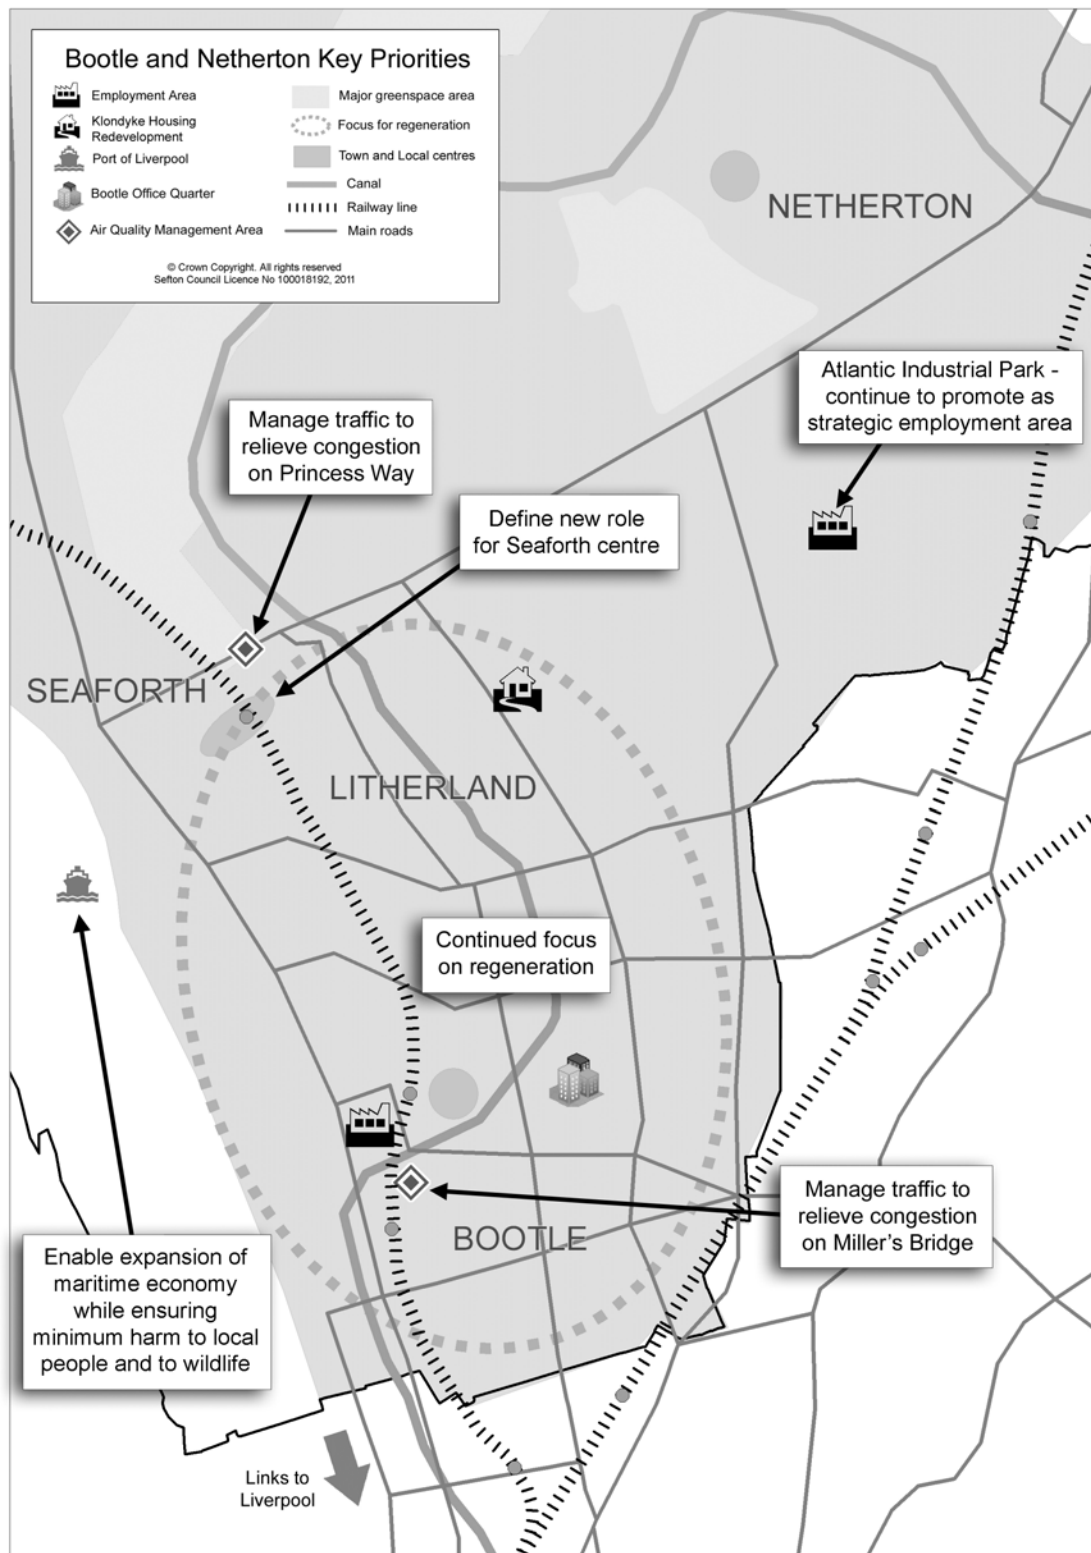 Bootle and Netherton Key Priorities
Employment Area
Klondyke Housing
Redevelopment
Port of Liverpool
Bootle Office Quarter
Air Quality Management Area
Major greenspace area
Focus for regeneration
Town and Local centres
Canal
Railway line
Main roads
© Crown Copyright. All rights reserved
Sefton Council Licence No 100018192, 2011
NETHERTON
Atlantic Industrial Park -
continue to promote as
strategic employment area
Manage traffic to
relieve congestion
on Princess Way
Define new role
for Seaforth centre
SEAFORTH
LITHERLAND
Continued focus
on regeneration
Manage traffic to
relieve congestion
on Miller's Bridge
BOOTLE
Enable expansion of
maritime economy
while ensuring
minimum harm to local
people and to wildlife
Links to
Liverpool